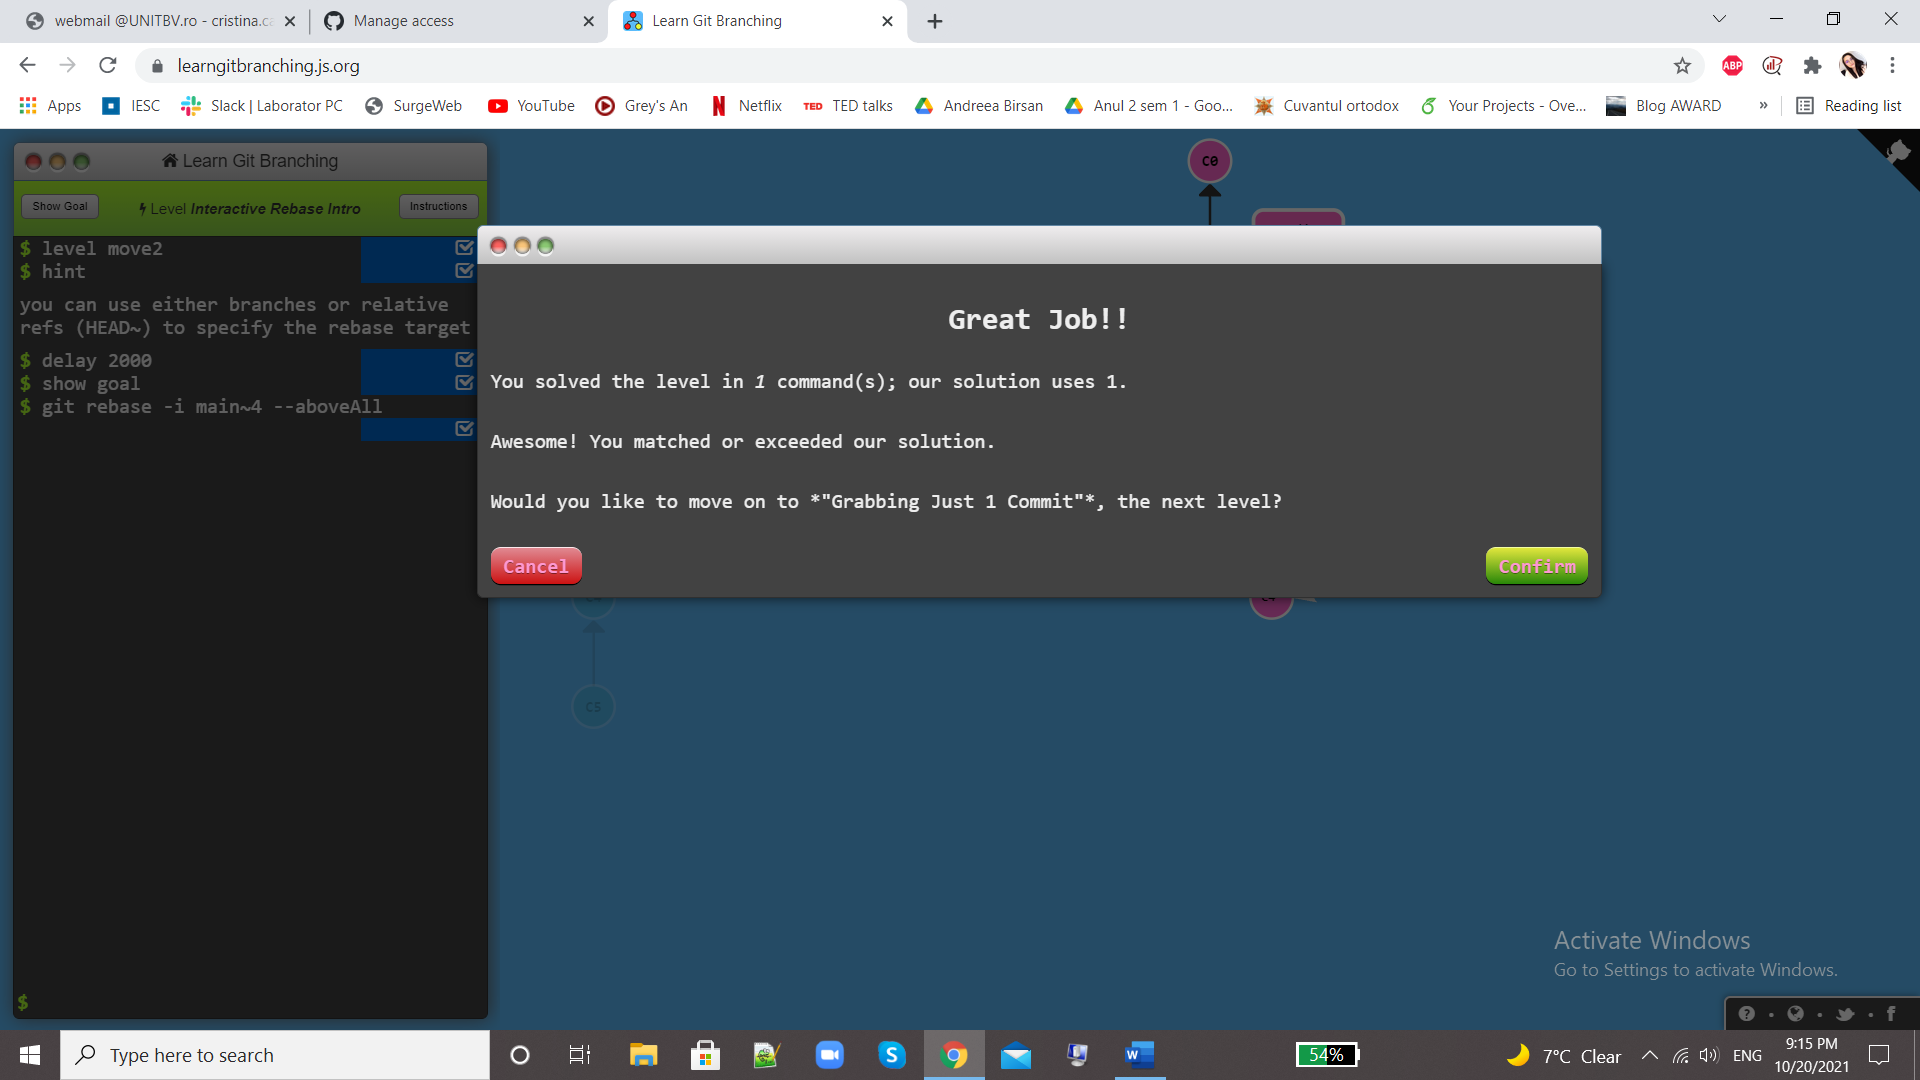 webmail @UNITBV.ro - cristina.ca
Manage access
Learn Git Branching
learngitbranching.js.org
ABP
Apps
IESC
Slack | Laborator PC
SurgeWeb
YouTube
Grey's An
Netflix
TED
TED talks
Andreea Birsan
Anul 2 sem 1 - Goo...
Cuvantul ortodox
Your Projects - Ove...
Blog AWARD
»
Reading list
Learn Git Branching
Show Goal
Level Interactive Rebase Intro
Instructions
$ level move2
$ hint
you can use either branches or relative
refs (HEAD~) to specify the rebase target
$ delay 2000
$ show goal
$ git rebase -i main~4 --aboveAll
$
C0
Great Job!!
You solved the level in 1 command(s); our solution uses 1.
Awesome! You matched or exceeded our solution.
Would you like to move on to *"Grabbing Just 1 Commit"*, the next level?
Cancel
Confirm
C5
Activate Windows
Go to Settings to activate Windows.
Type here to search
54%
7°C Clear
ENG
9:15 PM
10/20/2021